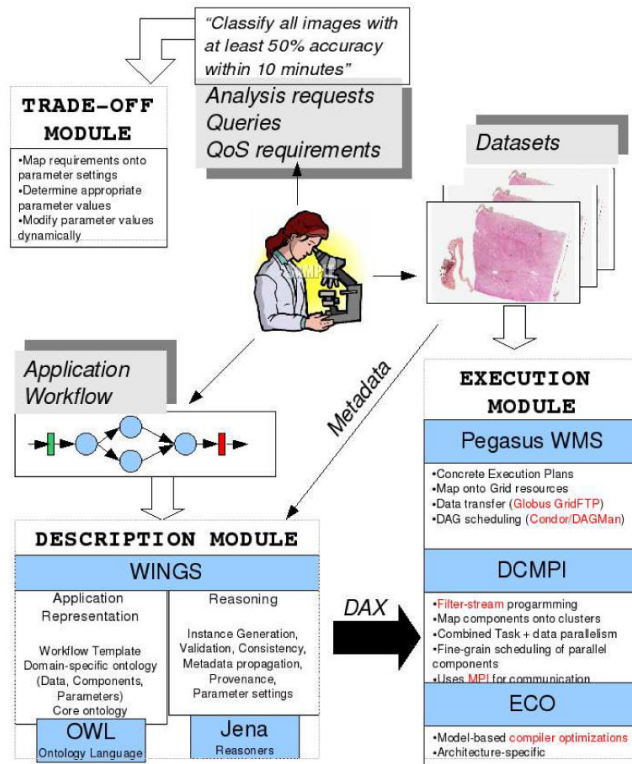 “Classify all images with
at least 50% accuracy
within 10 minutes”
Analysis requests
Queries
QoS requirements
TRADE-OFF
MODULE
•Map requirements onto
parameter settings
•Determine appropriate
parameter values
•Modify parameter values
dynamically
Datasets
Application
Workflow
Metadata
EXECUTION
MODULE
Pegasus WMS
•Concrete Execution Plans
•Map onto Grid resources
•Data transfer (Globus GridFTP)
•DAG scheduling (Condor/DAGMan)
DESCRIPTION MODULE
WINGS
Application
Representation
Workflow Template
Domain-specific ontology
(Data, Components,
Parameters)
Core ontology
OWL
Ontology Language
Reasoning
Instance Generation,
Validation, Consistency,
Metadata propagation,
Provenance,
Parameter settings
Jena
Reasoners
DAX
DCMPI
•Filter-stream progarmming
•Map components onto clusters
•Combined Task + data parallelism
•Fine-grain scheduling of parallel
components
•Uses MPI for communication
ECO
•Model-based compiler optimizations
•Architecture-specific